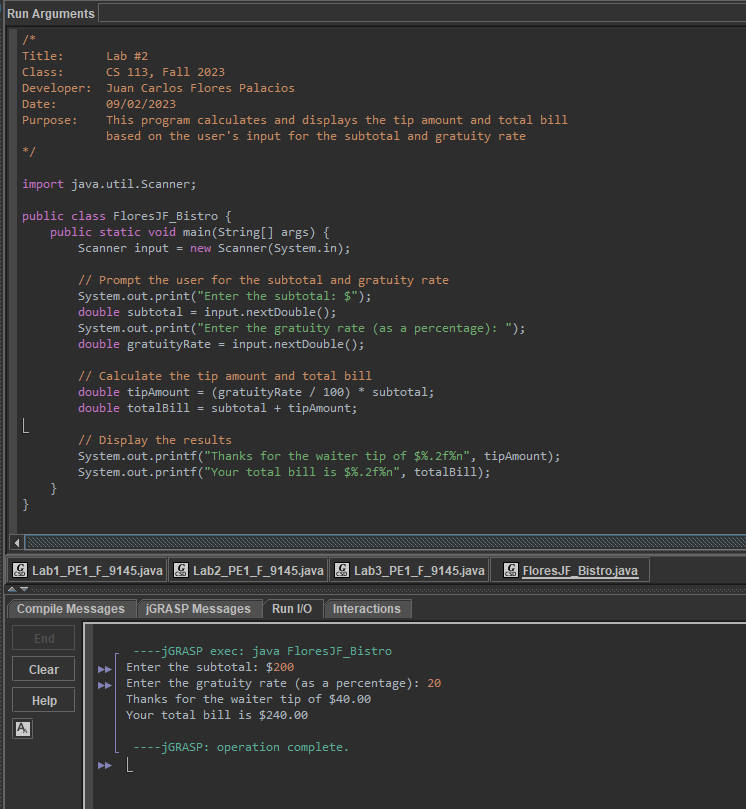 Run Arguments
/*
Title:      Lab #2
Class:      CS 113, Fall 2023
Developer:  Juan Carlos Flores Palacios
Date:       09/02/2023
Purpose:    This program calculates and displays the tip amount and total bill
            based on the user's input for the subtotal and gratuity rate
*/
import java.util.Scanner;
public class FloresJF_Bistro {
    public static void main(String[] args) {
        Scanner input = new Scanner(System.in);
        // Prompt the user for the subtotal and gratuity rate
        System.out.print("Enter the subtotal: $");
        double subtotal = input.nextDouble();
        System.out.print("Enter the gratuity rate (as a percentage): ");
        double gratuityRate = input.nextDouble();
        // Calculate the tip amount and total bill
        double tipAmount = (gratuityRate / 100) * subtotal;
        double totalBill = subtotal + tipAmount;
        // Display the results
        System.out.printf("Thanks for the waiter tip of $%.2f%n", tipAmount);
        System.out.printf("Your total bill is $%.2f%n", totalBill);
    }
}
Lab1_PE1_F_9145.java Lab2_PE1_F_9145.java Lab3_PE1_F_9145.java FloresJF_Bistro.java
Compile Messages jGRASP Messages Run I/O Interactions
End
Clear
Help
----jGRASP exec: java FloresJF_Bistro
Enter the subtotal: $200
Enter the gratuity rate (as a percentage): 20
Thanks for the waiter tip of $40.00
Your total bill is $240.00
----jGRASP: operation complete.